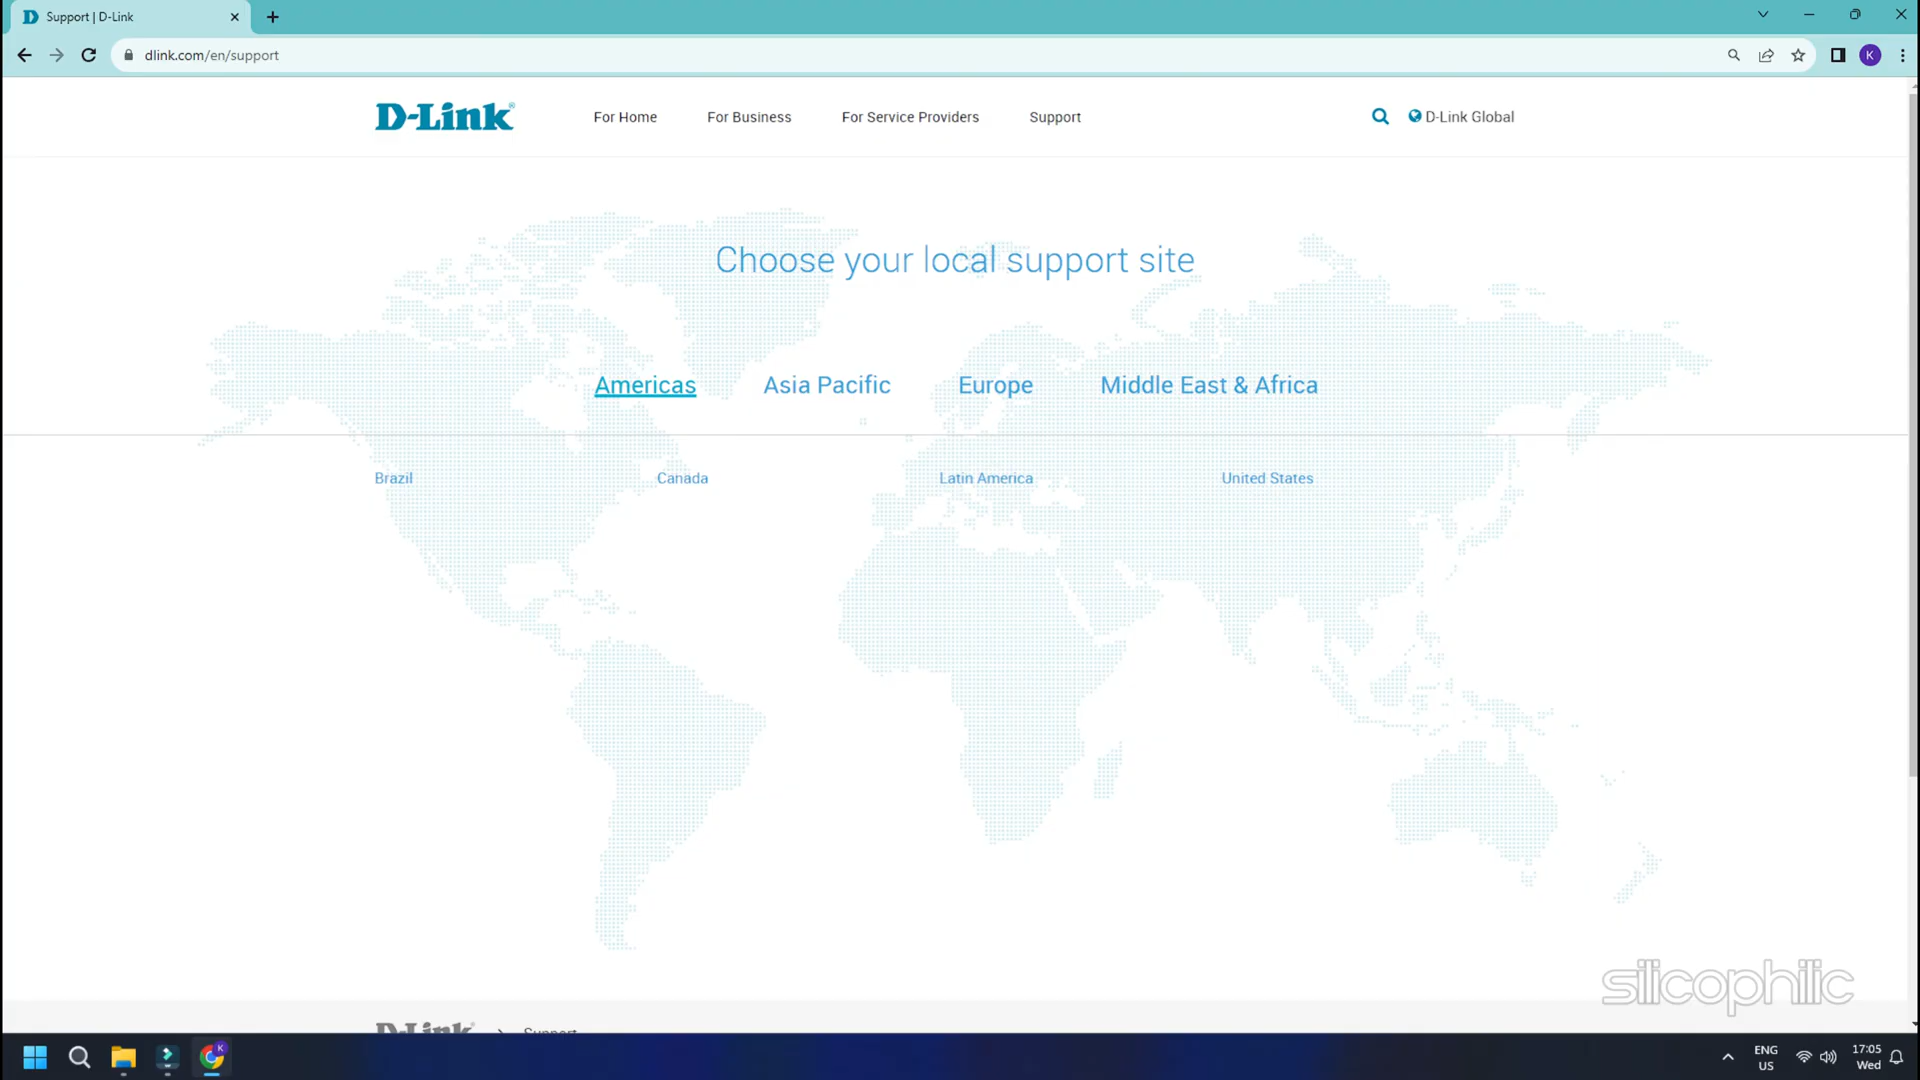 Support | D-Link
dlink.com/en/support
K
D-Link
For Home
For Business
For Service Providers
Support
D-Link Global
Choose your local support site
Americas
Asia Pacific
Europe
Middle East & Africa
Brazil
Canada
Latin America
United States
silicophilic
D-Link
Support
K
ENG
US
17:05
Wed